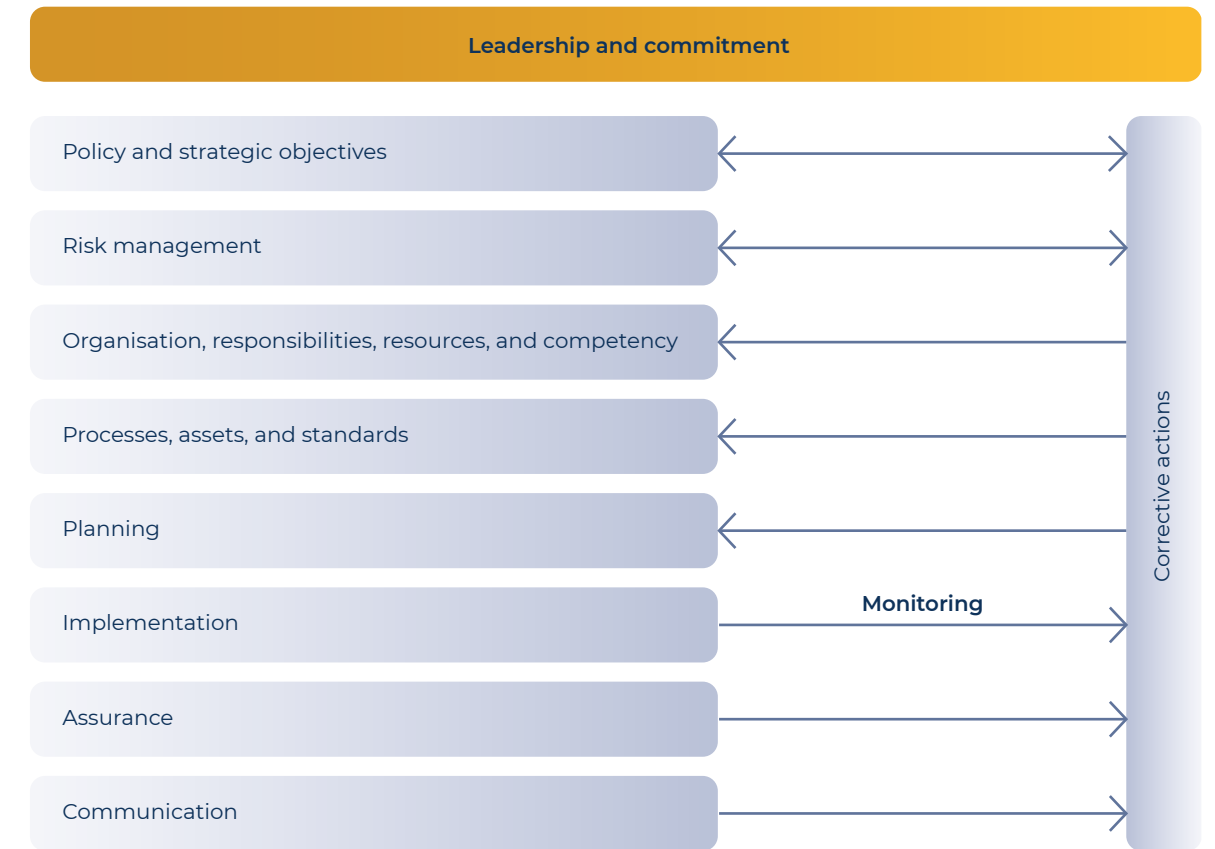 Leadership and commitment
Policy and strategic objectives
Risk management
Organisation, responsibilities, resources, and competency
Processes, assets, and standards
Planning
Implementation
Monitoring
Assurance
Communication
Corrective actions